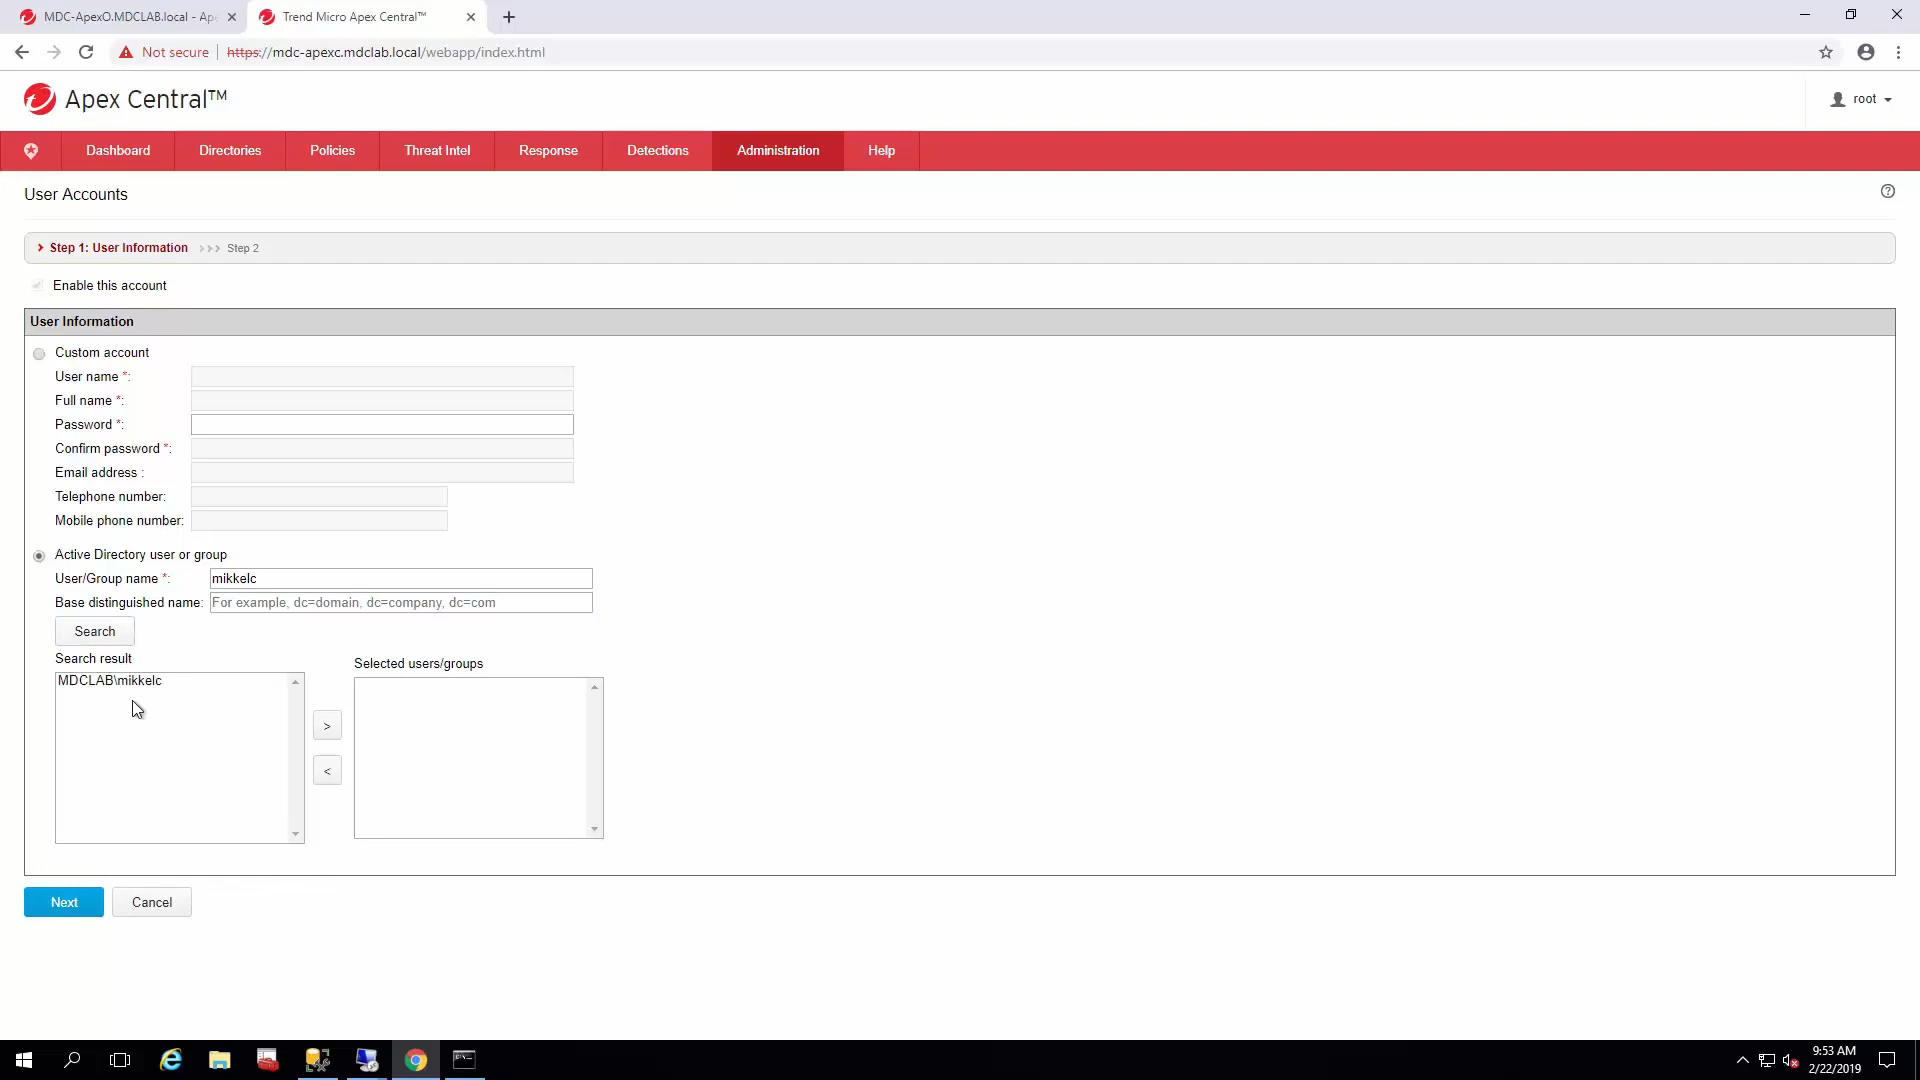 MDC-ApexO.MDCLAB.local - Ape
Trend Micro Apex Central™
Not secure
https://mdc-apexc.mdclab.local/webapp/index.html
Apex Central™
root
Dashboard
Directories
Policies
Threat Intel
Response
Detections
Administration
Help
User Accounts
Step 1: User Information >>> Step 2
Enable this account
User Information
Custom account
User name *:
Full name *:
Password *:
Confirm password *:
Email address :
Telephone number:
Mobile phone number:
Active Directory user or group
User/Group name *: mikkelc
Base distinguished name: For example, dc=domain, dc=company, dc=com
Search
Search result
Selected users/groups
MDCLAB\mikkelc
>
<
Next
Cancel
9:53 AM
2/22/2019